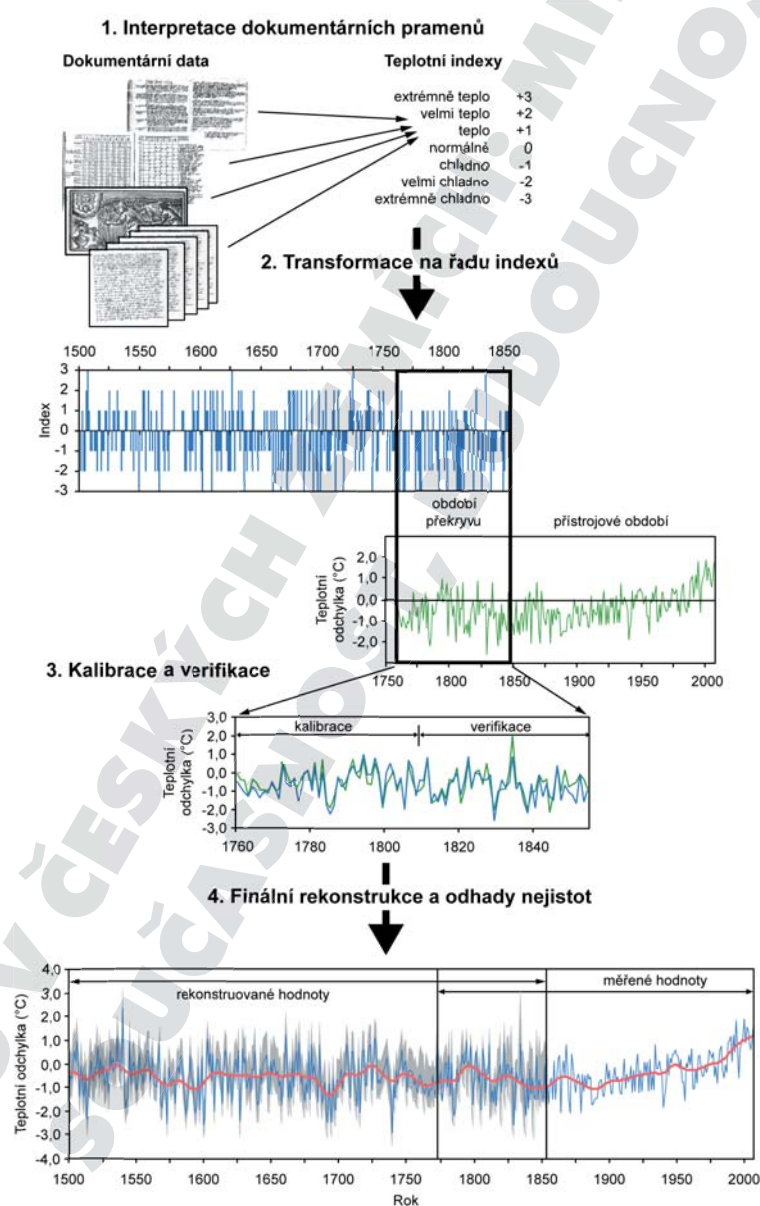 1. Interpretace dokumentárních pramenů
Dokumentární data
Teplotní indexy
extrémně teplo +3
velmi teplo +2
teplo +1
normálně 0
chladno -1
velmi chladno -2
extrémně chladno -3
2. Transformace na řadu indexů
1500 1550 1600 1650 1700 1750 1800 1850
3
2
1
0
-1
-2
-3
Index
období
překryvu
přístrojové období
2,0
1,0
0,0
-1,0
-2,0
Teplotní
odchylka (°C)
1750 1800 1850 1900 1950 2000
3. Kalibrace a verifikace
kalibrace
verifikace
3,0
2,0
1,0
0,0
-1,0
-2,0
-3,0
Teplotní
odchylka (°C)
1760 1780 1800 1820 1840
4. Finální rekonstrukce a odhady nejistot
rekonstruované hodnoty
měřené hodnoty
4,0
3,0
2,0
1,0
0,0
-1,0
-2,0
-3,0
-4,0
Teplotní odchylka (°C)
1500 1550 1600 1650 1700 1750 1800 1850 1900 1950 2000
Rok
V ČESKÝCH ZEMÍCH: MIN
SOUČASNOST, BUDOUCNOS